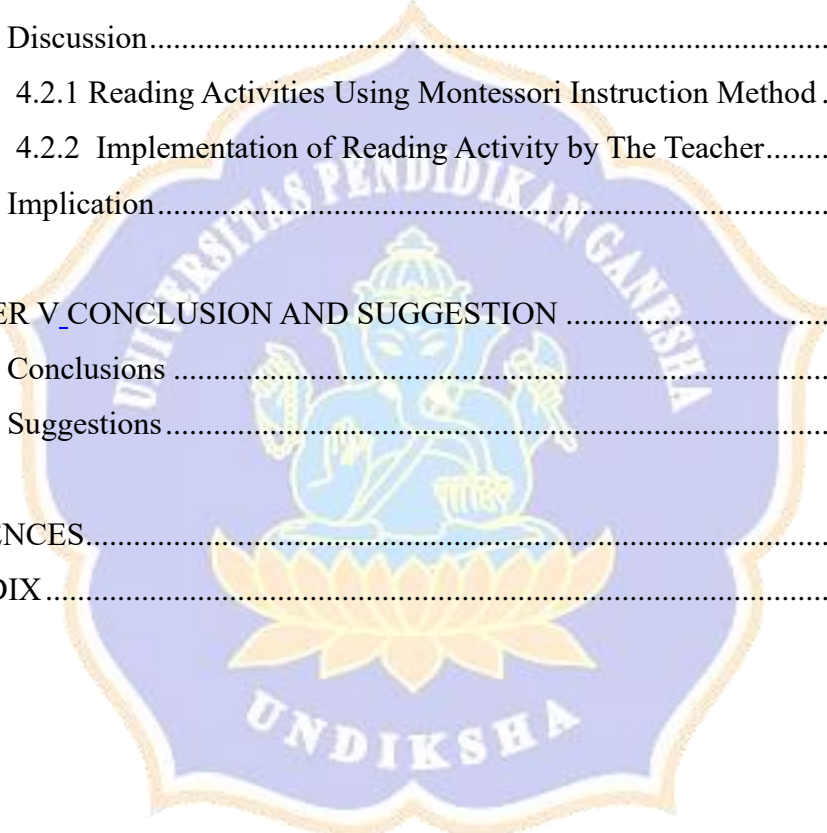 Discussion................................................................................
4.2.1 Reading Activities Using Montessori Instruction Method .
4.2.2 Implementation of Reading Activity by The Teacher........
Implication...............................................................................
ER V CONCLUSION AND SUGGESTION .................................
Conclusions .............................................................................
Suggestions..............................................................................
ENCES.........................................................................................
DIX ..............................................................................................
UNIVERSITAS PENDIDIKAN GANESHA
UNDIKSHA